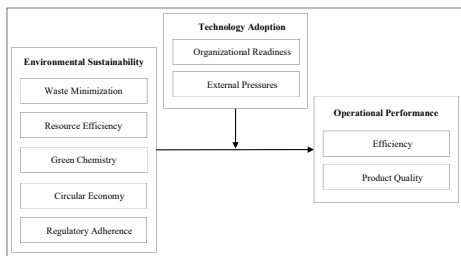 Technology Adoption
Organizational Readiness
External Pressures
Environmental Sustainability
Waste Minimization
Resource Efficiency
Green Chemistry
Circular Economy
Regulatory Adherence
Operational Performance
Efficiency
Product Quality